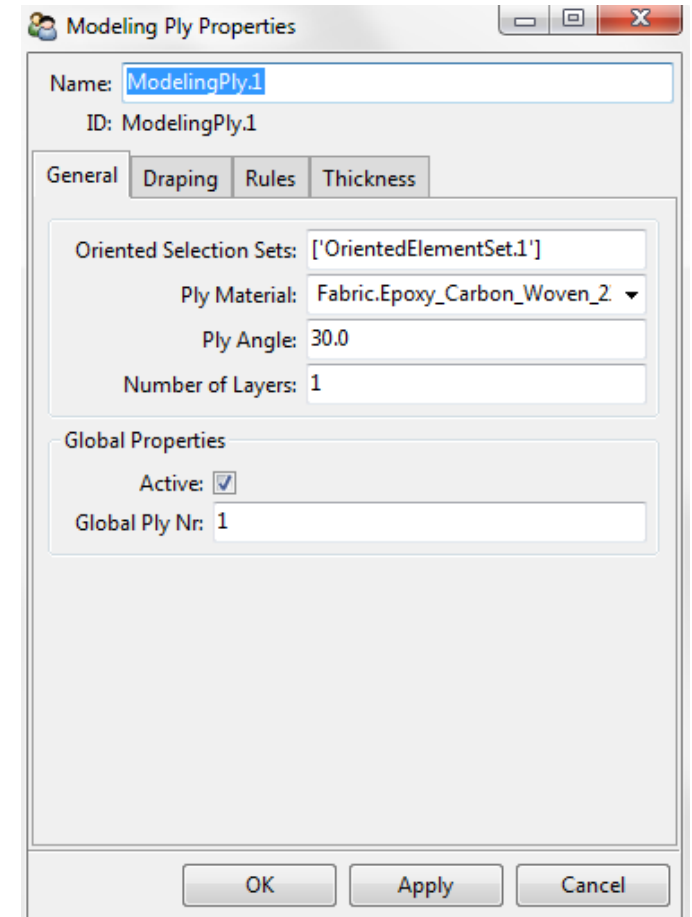 Modeling Ply Properties
Name: ModelingPly.1
ID: ModelingPly.1
General Draping Rules Thickness
Oriented Selection Sets: ['OrientedElementSet.1']
Ply Material: Fabric.Epoxy_Carbon_Woven_2
Ply Angle: 30.0
Number of Layers: 1
Global Properties
Active:
Global Ply Nr: 1
OK Apply Cancel